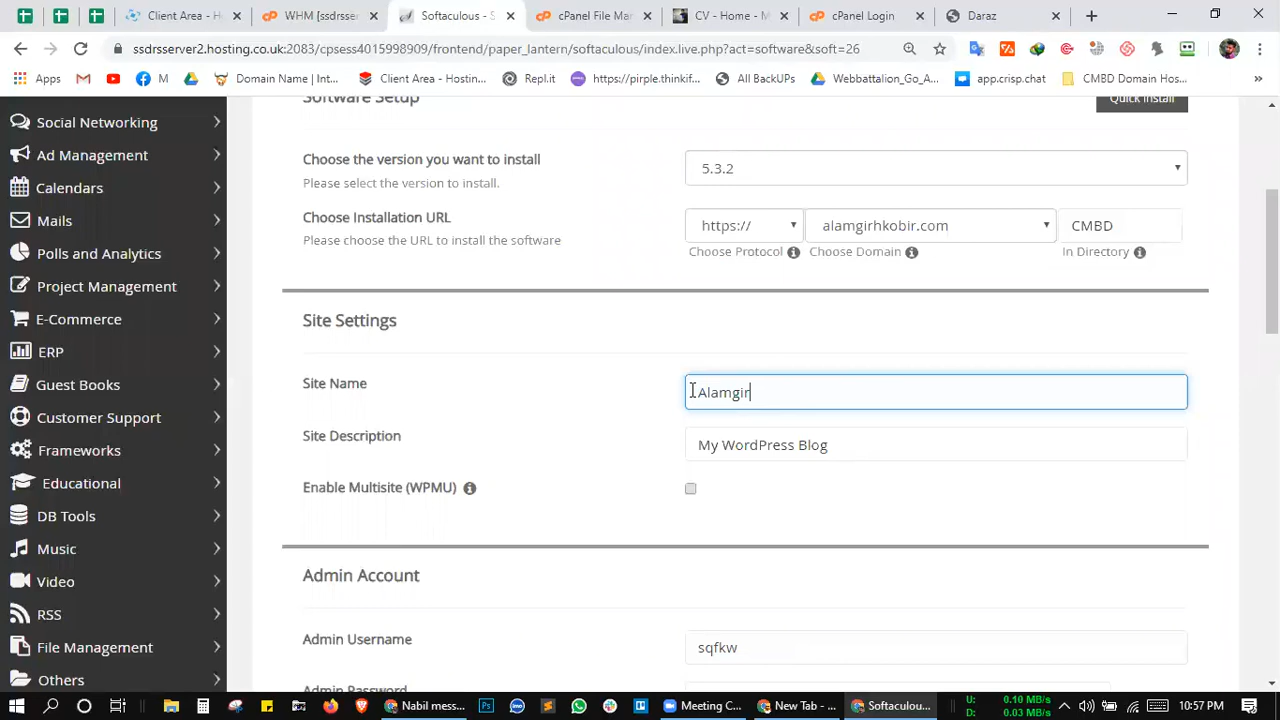 Client Area - H
WHM [ssdrsse
Softaculous - S
cPanel File Ma
CV - Home -
cPanel Login
Daraz
ssdrsserver2.hosting.co.uk:2083/cpsess4015998909/frontend/paper_lantern/softaculous/index.live.php?act=software&soft=26
Apps
M
Domain Name | Int...
Client Area - Hostin...
Repl.it
https://pirple.thinkif...
All BackUPs
Webbattalion_Go_A...
app.crisp.chat
CMBD Domain Hos...
»
Social Networking
Ad Management
Calendars
Mails
Polls and Analytics
Project Management
E-Commerce
ERP
Guest Books
Customer Support
Frameworks
Educational
DB Tools
Music
Video
RSS
File Management
Others
Software Setup
Quick Install
Choose the version you want to install
Please select the version to install.
5.3.2
Choose Installation URL
Please choose the URL to install the software
https://
alamgirhkobir.com
CMBD
Choose Protocol
Choose Domain
In Directory
Site Settings
Site Name
Alamgir
Site Description
My WordPress Blog
Enable Multisite (WPMU)
Admin Account
Admin Username
sqfkw
Admin Password
Nabil mess...
Meeting C...
New Tab - ...
Softaculou...
U: 0.10 MB/s
D: 0.03 MB/s
10:57 PM